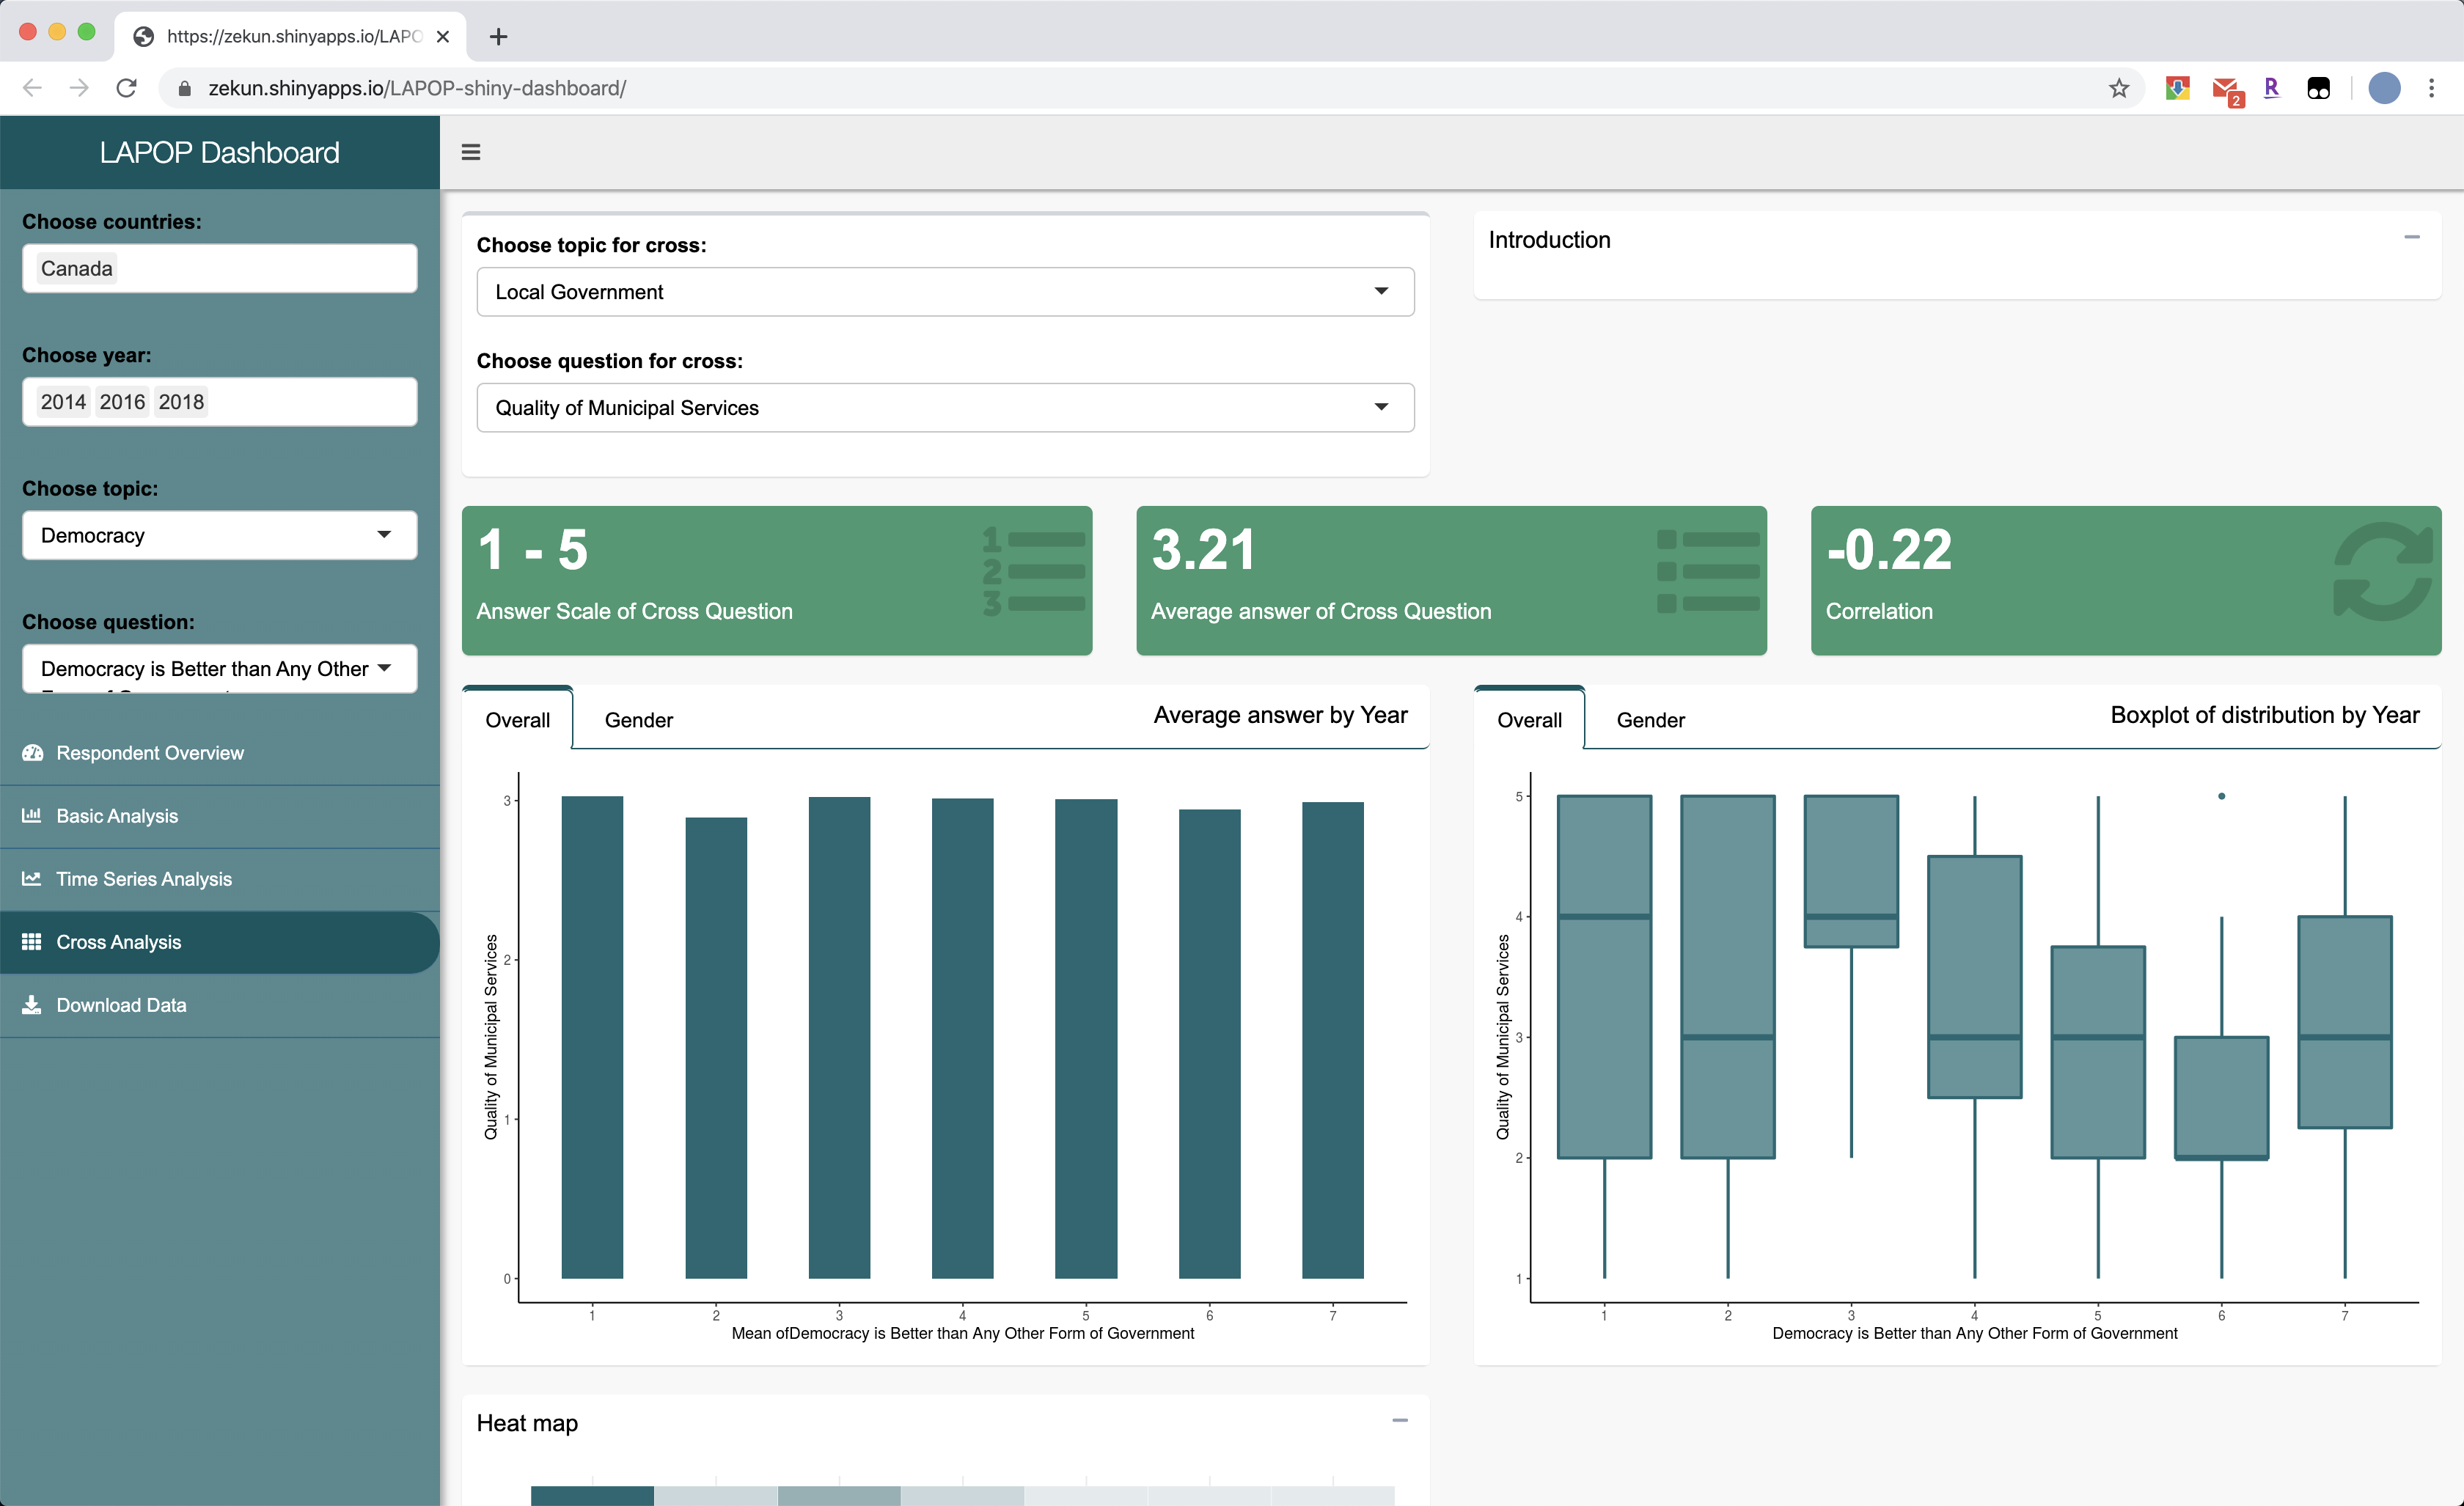 https://zekun.shinyapps.io/LAPO
zekun.shinyapps.io/LAPOP-shiny-dashboard/
2
R
LAPOP Dashboard
Choose countries:
Canada
Choose year:
2014 2016 2018
Choose topic:
Democracy
Choose question:
Democracy is Better than Any Other
Respondent Overview
Basic Analysis
Time Series Analysis
Cross Analysis
Download Data
Choose topic for cross:
Local Government
Choose question for cross:
Quality of Municipal Services
Introduction
1 - 5
Answer Scale of Cross Question
1
2
3
3.21
Average answer of Cross Question
-0.22
Correlation
Overall Gender Average answer by Year
3
2
1
0
Quality of Municipal Services
1 2 3 4 5 6 7
Mean ofDemocracy is Better than Any Other Form of Government
Overall Gender Boxplot of distribution by Year
5
4
3
2
1
Quality of Municipal Services
1 2 3 4 5 6 7
Democracy is Better than Any Other Form of Government
Heat map